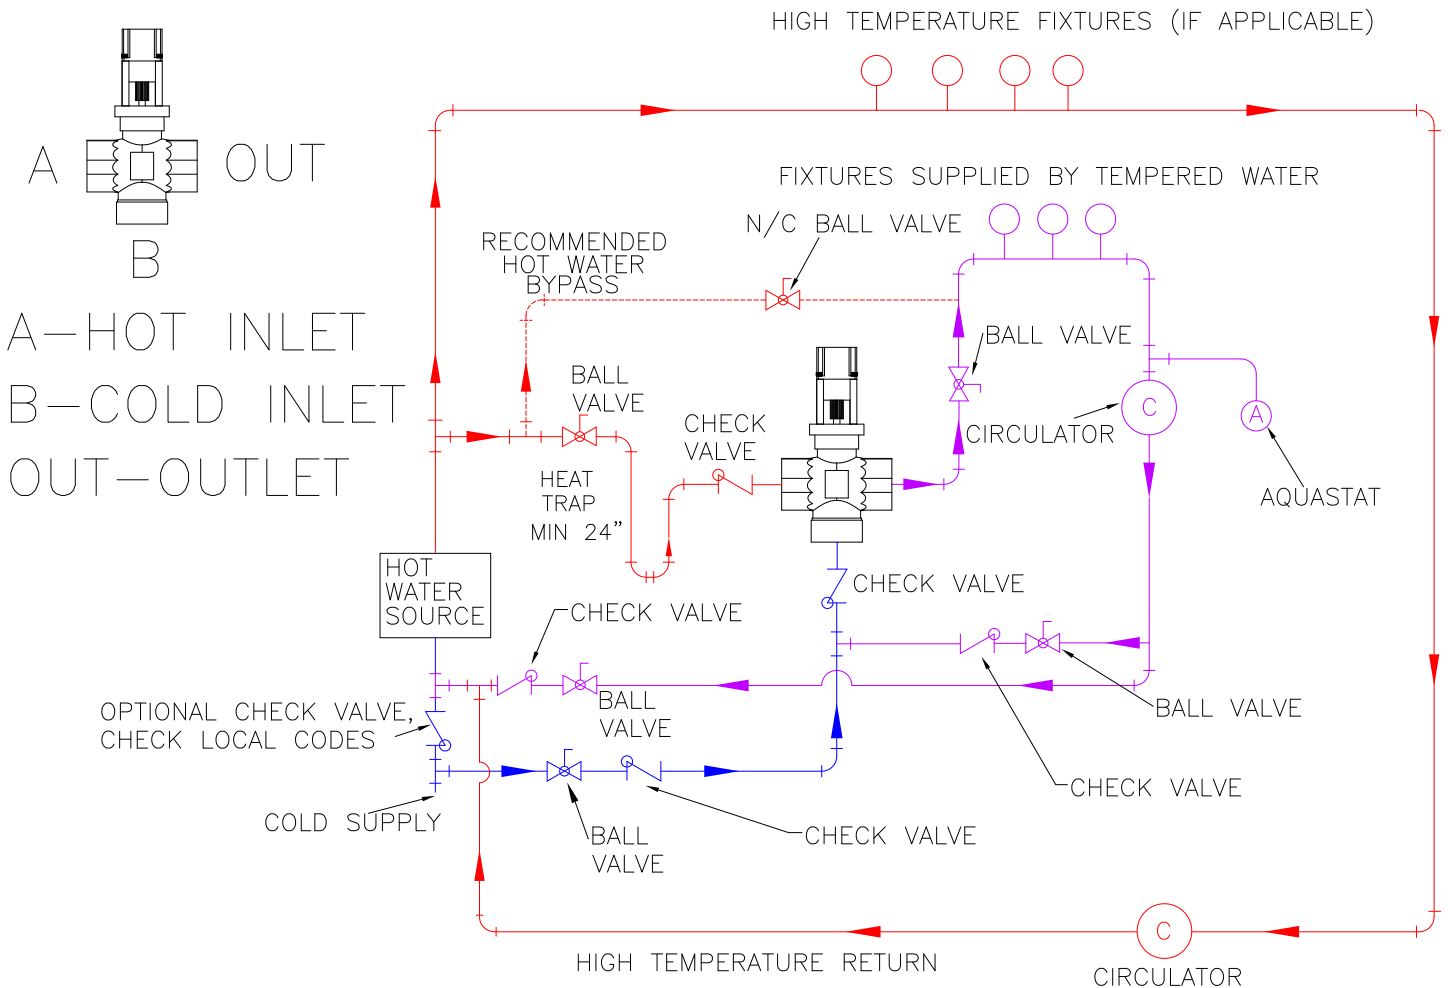 HIGH TEMPERATURE FIXTURES (IF APPLICABLE)
A
OUT
B
A-HOT INLET
B-COLD INLET
OUT-OUTLET
FIXTURES SUPPLIED BY TEMPERED WATER
N/C BALL VALVE
RECOMMENDED
HOT WATER
BYPASS
BALL VALVE
BALL
VALVE
CHECK
VALVE
C
CIRCULATOR
A
AQUASTAT
HEAT
TRAP
MIN 24"
HOT
WATER
SOURCE
CHECK VALVE
CHECK VALVE
BALL
VALVE
BALL VALVE
OPTIONAL CHECK VALVE,
CHECK LOCAL CODES
CHECK VALVE
COLD SUPPLY
BALL
VALVE
CHECK VALVE
C
HIGH TEMPERATURE RETURN
CIRCULATOR